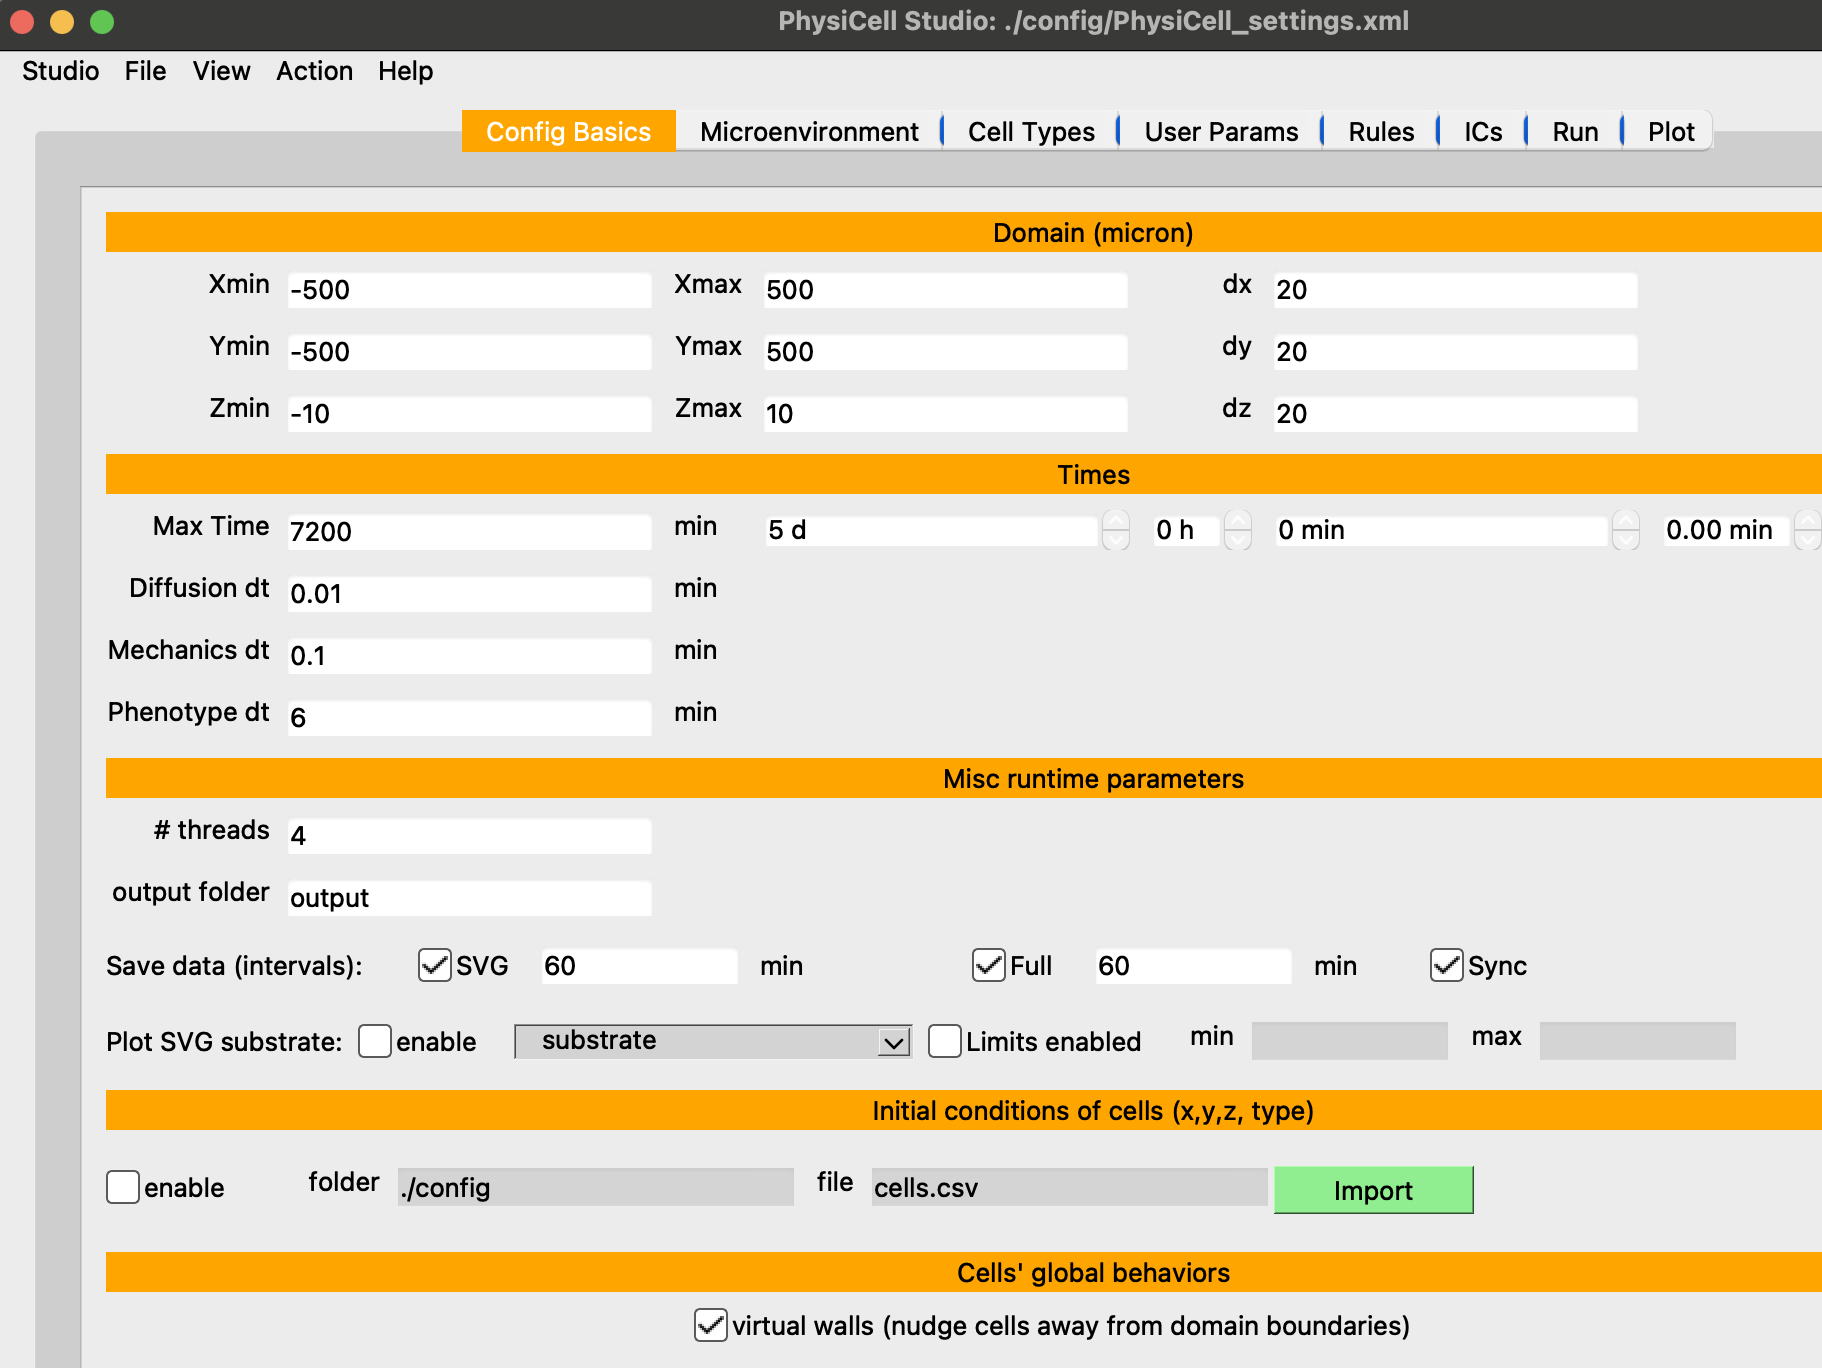 PhysiCell Studio: ./config/PhysiCell_settings.xml
Studio File View Action Help
Config Basics Microenvironment Cell Types User Params Rules ICs Run Plot
Domain (micron)
Xmin -500 Xmax 500 dx 20
Ymin -500 Ymax 500 dy 20
Zmin -10 Zmax 10 dz 20
Times
Max Time 7200 min 5 d 0 h 0 min 0.00 min
Diffusion dt 0.01 min
Mechanics dt 0.1 min
Phenotype dt 6 min
Misc runtime parameters
# threads 4
output folder output
Save data (intervals): SVG 60 min Full 60 min Sync
Plot SVG substrate: enable substrate Limits enabled min max
Initial conditions of cells (x,y,z, type)
enable folder ./config file cells.csv Import
Cells' global behaviors
virtual walls (nudge cells away from domain boundaries)